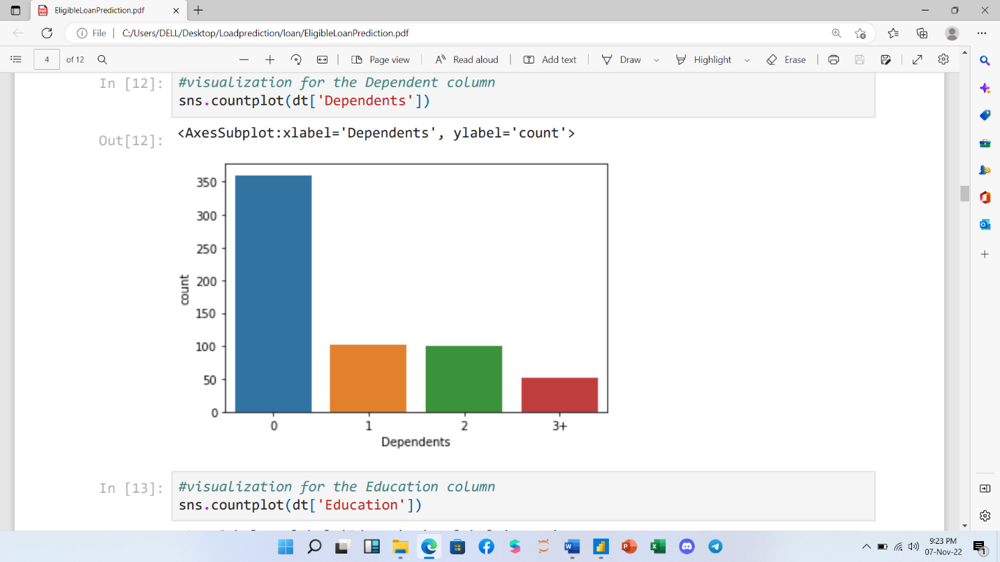 EligibleLoanPrediction.pdf
File
C:/Users/DELL/Desktop/Loadprediction/loan/EligibleLoanPrediction.pdf
4 of 12
Page view
Read aloud
Add text
Draw
Highlight
Erase
In [12]:
#visualization for the Dependent column
sns.countplot(dt['Dependents'])
Out[12]:
<AxesSubplot:xlabel='Dependents', ylabel='count'>
350
300
250
200
150
100
50
0
count
0 1 2 3+
Dependents
In [13]:
#visualization for the Education column
sns.countplot(dt['Education'])
9:23 PM
07-Nov-22
1